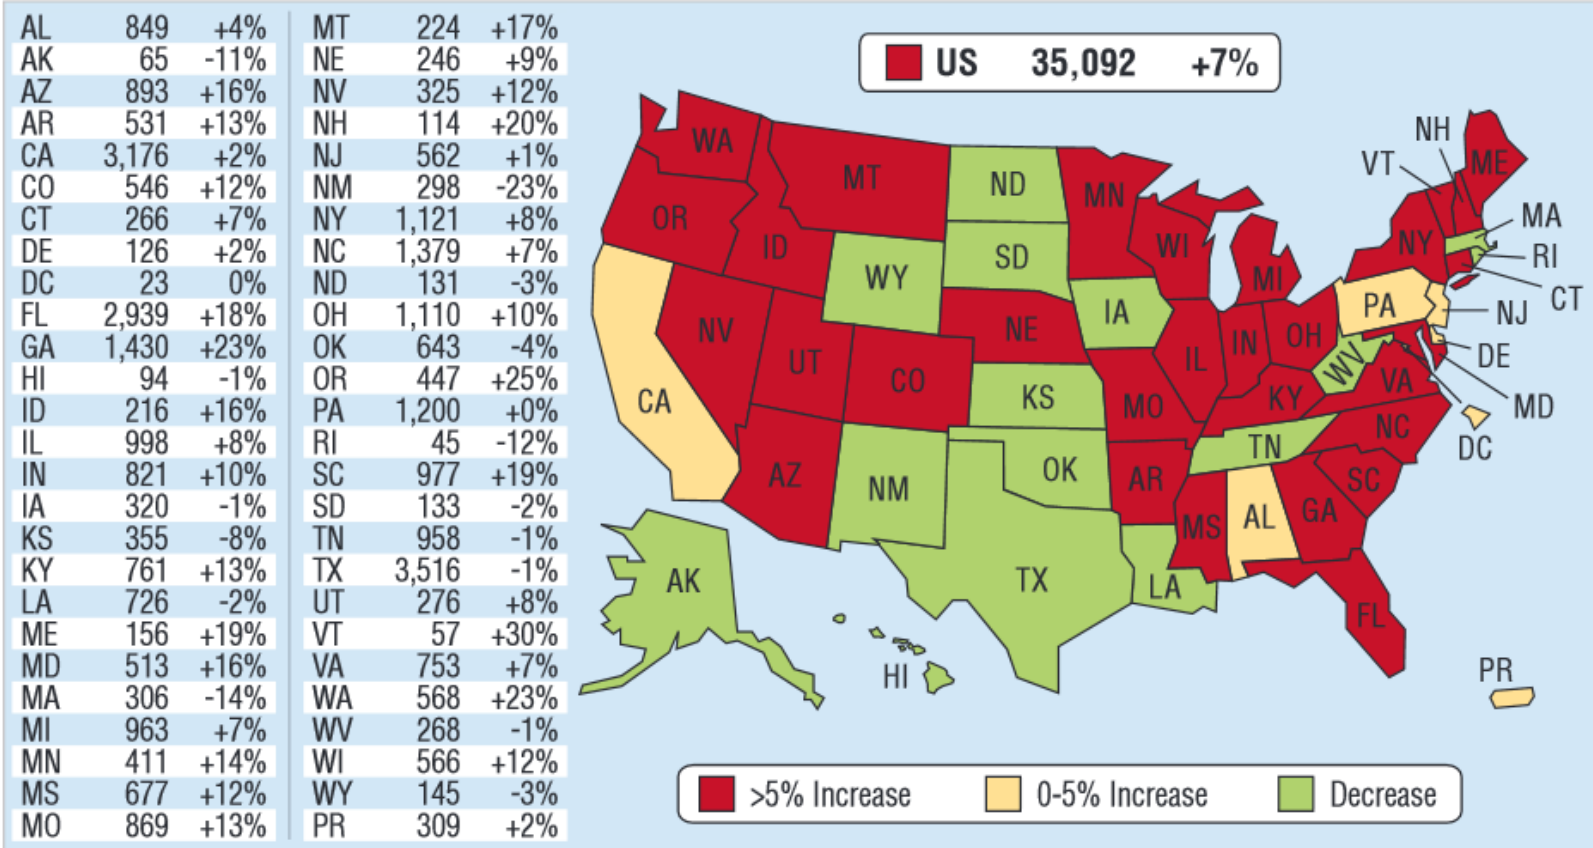 AL 849 +4%
AK 65 -11%
AZ 893 +16%
AR 531 +13%
CA 3,176 +2%
CO 546 +12%
CT 266 +7%
DE 126 +2%
DC 23 0%
FL 2,939 +18%
GA 1,430 +23%
HI 94 -1%
ID 216 +16%
IL 998 +8%
IN 821 +10%
IA 320 -1%
KS 355 -8%
KY 761 +13%
LA 726 -2%
ME 156 +19%
MD 513 +16%
MA 306 -14%
MI 963 +7%
MN 411 +14%
MS 677 +12%
MO 869 +13%
MT 224 +17%
NE 246 +9%
NV 325 +12%
NH 114 +20%
NJ 562 +1%
NM 298 -23%
NY 1,121 +8%
NC 1,379 +7%
ND 131 -3%
OH 1,110 +10%
OK 643 -4%
OR 447 +25%
PA 1,200 +0%
RI 45 -12%
SC 977 +19%
SD 133 -2%
TN 958 -1%
TX 3,516 -1%
UT 276 +8%
VT 57 +30%
VA 753 +7%
WA 568 +23%
WV 268 -1%
WI 566 +12%
WY 145 -3%
PR 309 +2%
US 35,092 +7%
WA
MT
ND
MN
NH
VT
ME
OR
ID
WY
SD
WI
MI
NY
MA
RI
CT
NV
UT
CO
NE
IA
IL
IN
OH
PA
NJ
DE
WV
VA
MD
CA
KS
MO
KY
NC
DC
AZ
NM
OK
AR
TN
SC
MS
AL
GA
AK
TX
LA
FL
HI
PR
>5% Increase
0-5% Increase
Decrease